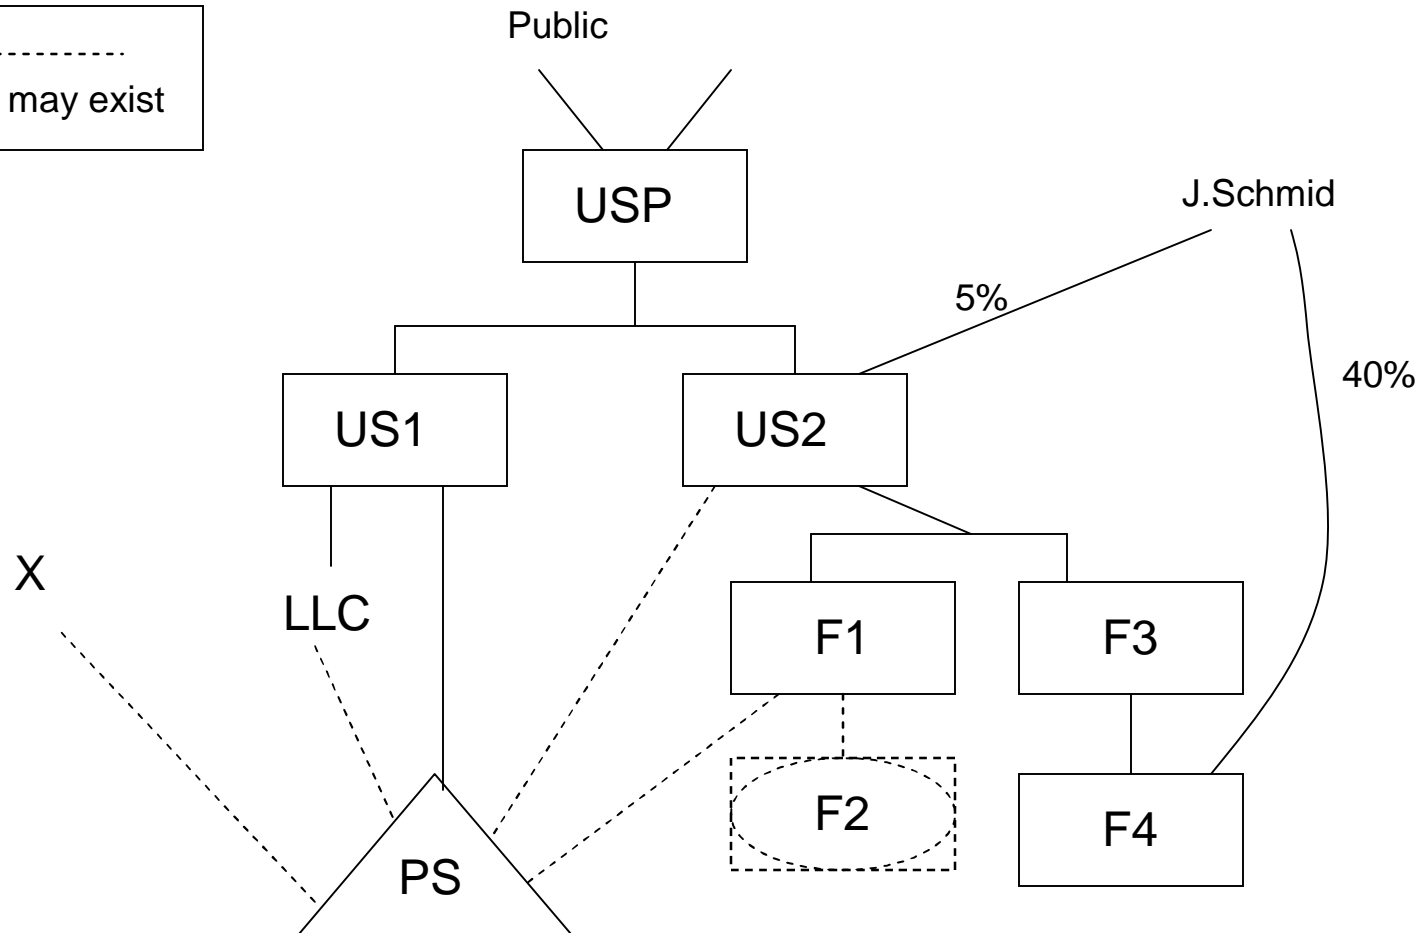 Public
may exist
USP
J.Schmid
5%
40%
US1
US2
X
LLC
F1
F3
F2
F4
PS